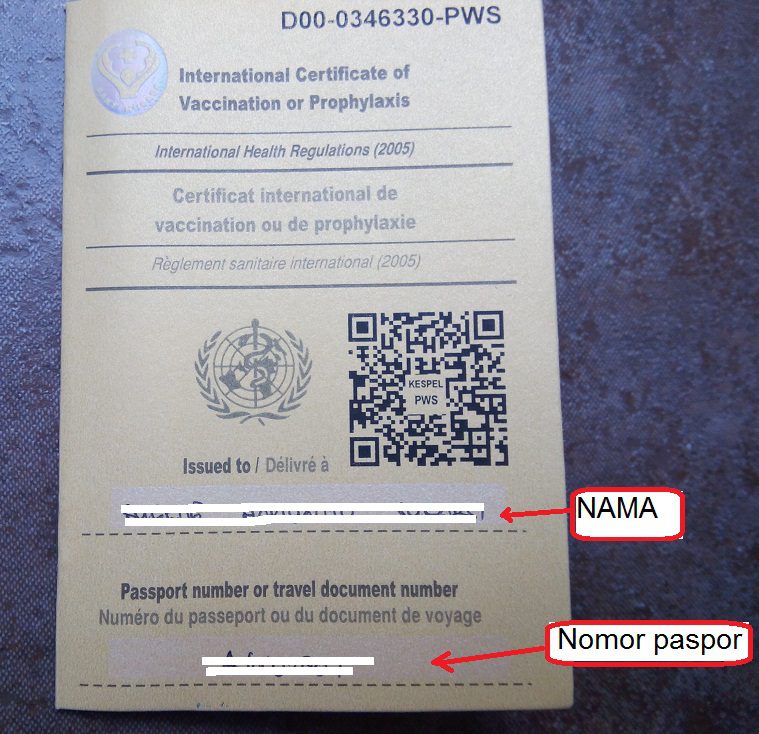 D00-0346330-PWS
International Certificate of
Vaccination or Prophylaxis
International Health Regulations (2005)
Certificat international de
vaccination ou de prophylaxie
Règlement sanitaire international (2005)
KESPEL
PWS
Issued to / Délivré à
NAMA
Passport number or travel document number
Numéro du passeport ou du document de voyage
Nomor paspor